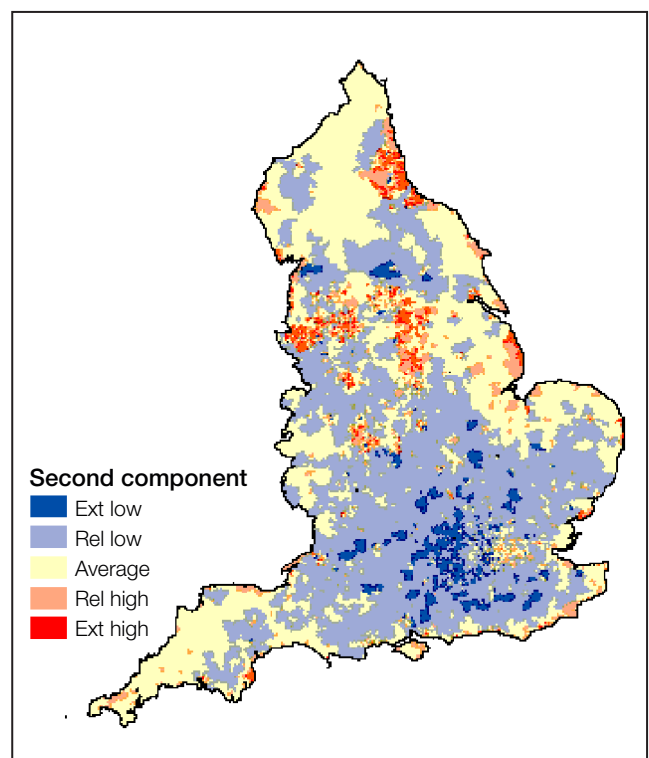 Second component
Ext low
Rel low
Average
Rel high
Ext high